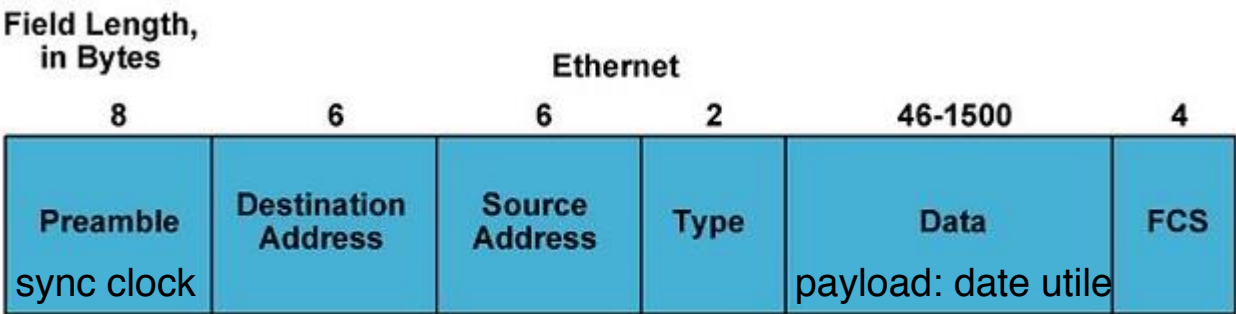 Field Length,
in Bytes
Ethernet
8 6 6 2 46-1500 4
Preamble
Destination
Address
Source
Address
Type
Data
FCS
sync clock
payload: date utile